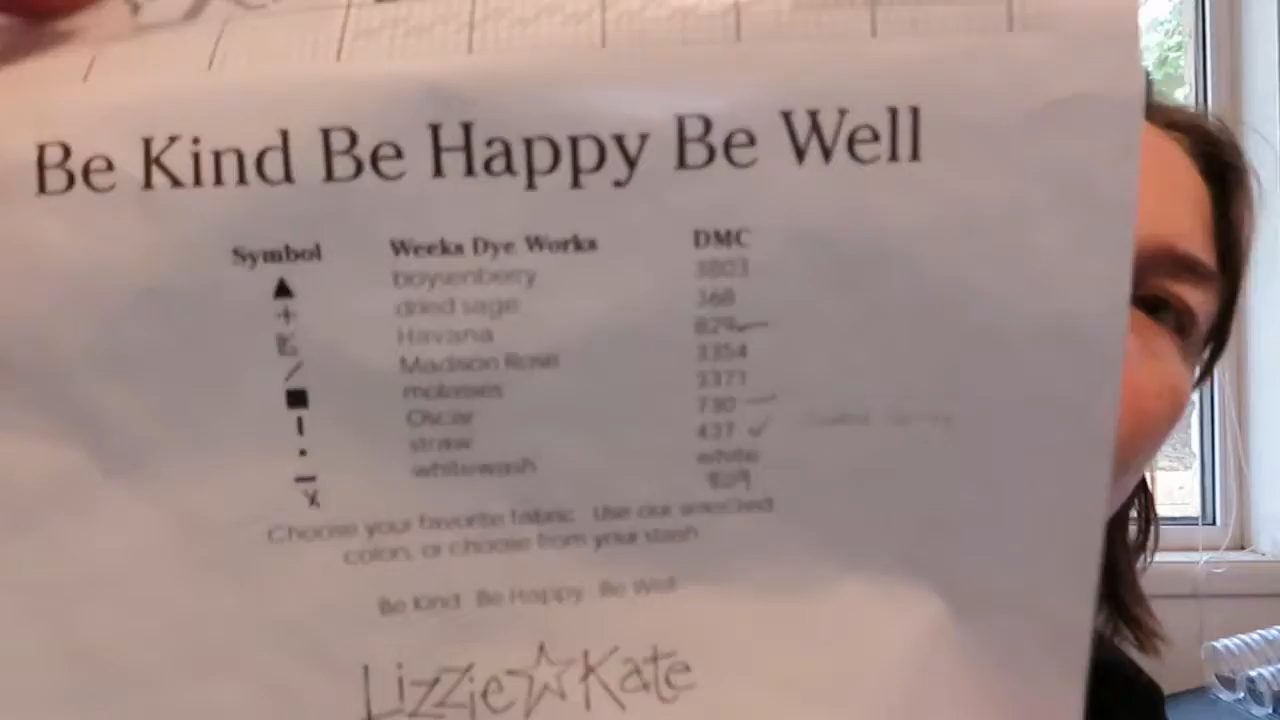 Be Kind Be Happy Be Well
Symbol Weeks Dye Works DMC
boysenberry 3803
dried sage 368
Havana 829
Madison Rose 3354
molasses 3371
Oscar 730
straw 437
whitewash white
X
Choose your favorite fabric. Use our selected
colors, or choose from your stash
Be Kind Be Happy Be Well
Lizzie Kate